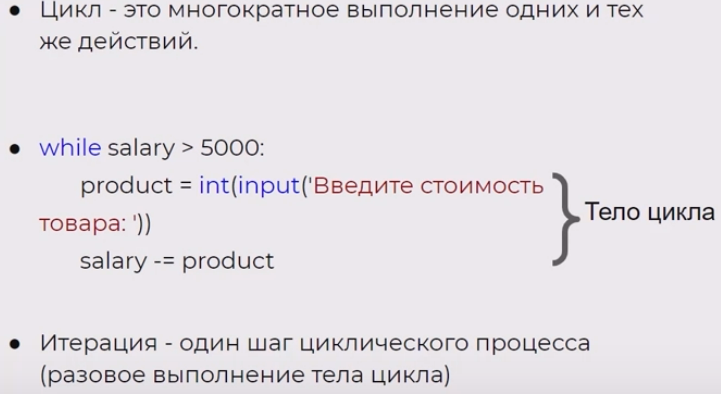 ● Цикл - это многократное выполнение одних и тех
же действий.
● while salary > 5000:
product = int(input('Введите стоимость
товара: '))
salary -= product
Тело цикла
● Итерация - один шаг циклического процесса
(разовое выполнение тела цикла)